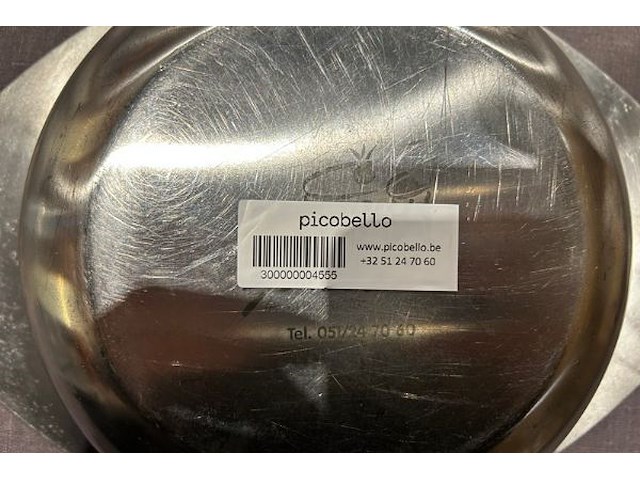 picobello
www.picobello.be
+32 51 24 70 60
300000004555
Tel. 051/24 70 60